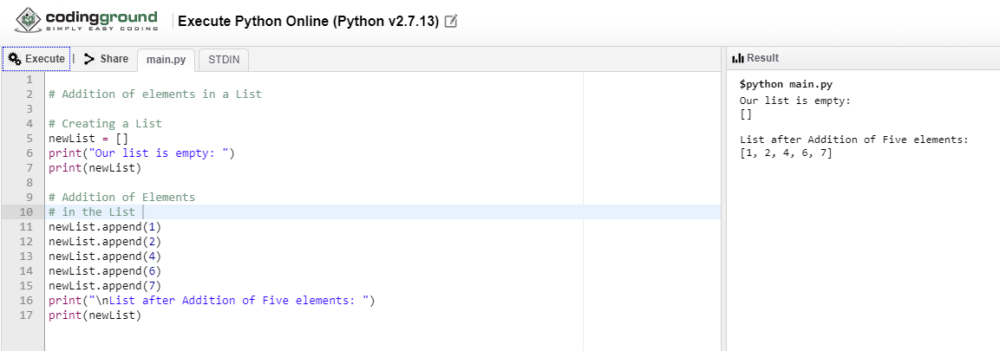 codingground
SIMPLY EASY CODING
Execute Python Online (Python v2.7.13)
Execute | Share main.py STDIN
1
2 # Addition of elements in a List
3
4 # Creating a List
5 newList = []
6 print("Our list is empty: ")
7 print(newList)
8
9 # Addition of Elements
10 # in the List
11 newList.append(1)
12 newList.append(2)
13 newList.append(4)
14 newList.append(6)
15 newList.append(7)
16 print("\nList after Addition of Five elements: ")
17 print(newList)
Result
$python main.py
Our list is empty:
[]
List after Addition of Five elements:
[1, 2, 4, 6, 7]